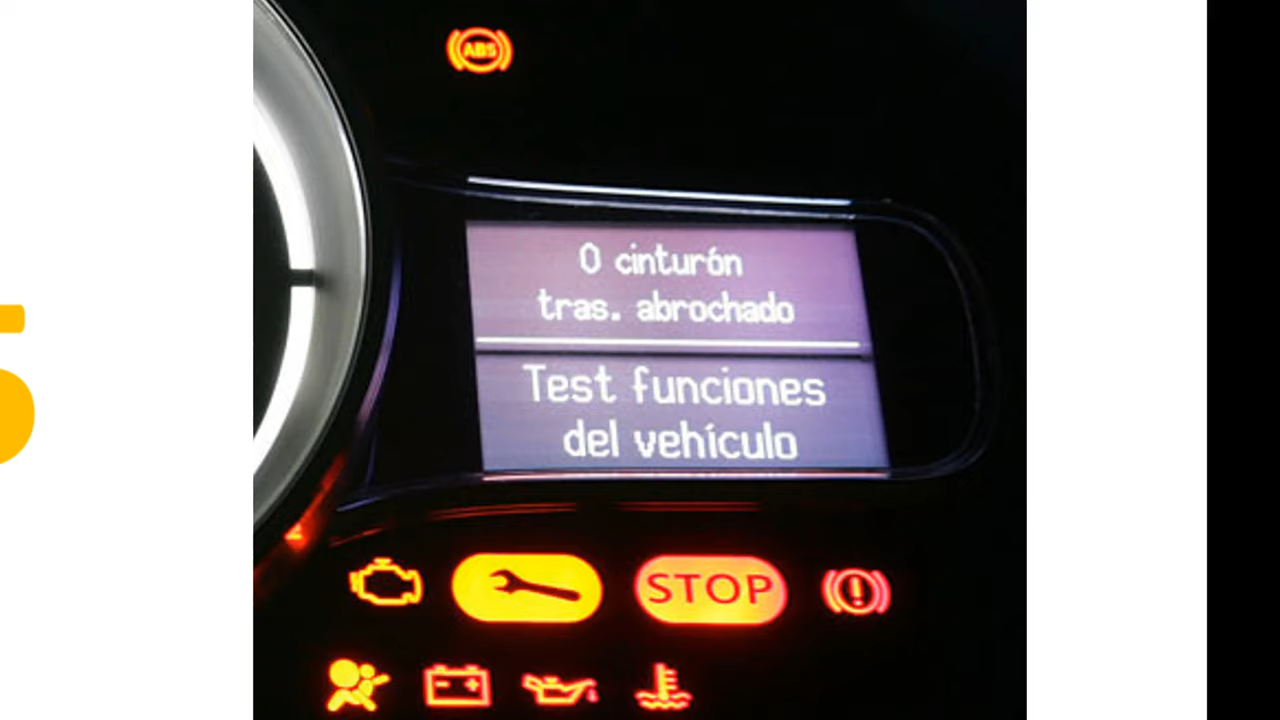 ABS
0 cinturón
tras. abrochado
Test funciones
del vehículo
STOP